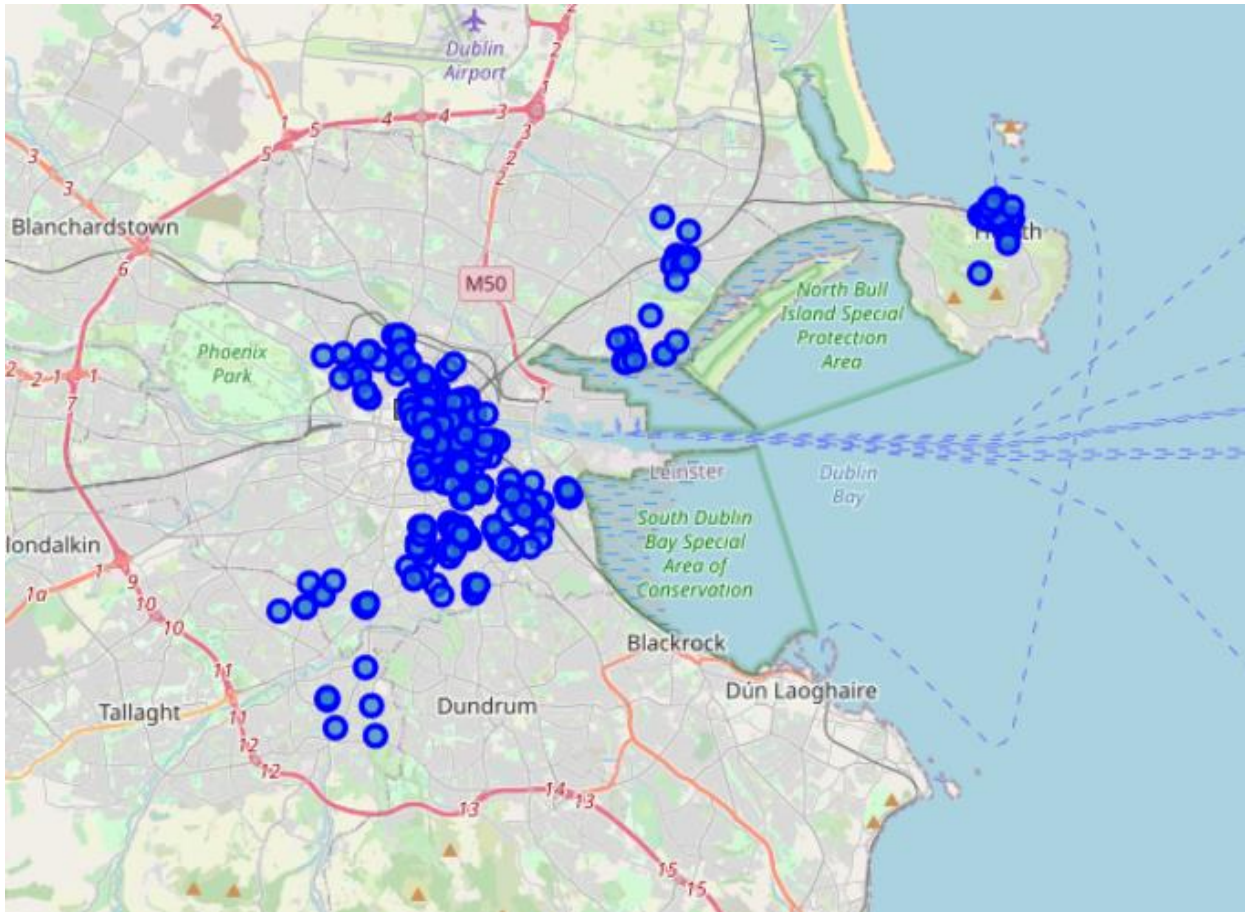 2
Dublin
Airport
2
1
1
5
4
4
3
3
5
3
3
2
2
Blanchardstown
6
M50
North Bull
Island Special
Protection
Area
Phoenix
Park
2
1
1
1
7
Leinster
Dublin
Bay
South Dublin
Bay Special
Area of
Conservation
londalkin
1
9
1a
10
10
Blackrock
11
Dún Laoghaire
Tallaght
Dundrum
11
12
12
14
13
13
15
15